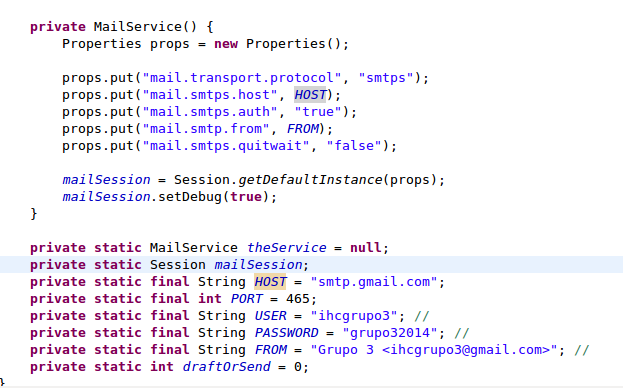 private MailService() {
Properties props = new Properties();
props.put("mail.transport.protocol", "smtps");
props.put("mail.smtps.host", HOST);
props.put("mail.smtps.auth", "true");
props.put("mail.smtp.from", FROM);
props.put("mail.smtps.quitwait", "false");
mailSession = Session.getDefaultInstance(props);
mailSession.setDebug(true);
}
private static MailService theService = null;
private static Session mailSession;
private static final String HOST = "smtp.gmail.com";
private static final int PORT = 465;
private static final String USER = "ihcgrupo3"; //
private static final String PASSWORD = "grupo32014"; //
private static final String FROM = "Grupo 3 <ihcgrupo3@gmail.com>"; //
private static int draftOrSend = 0;
}